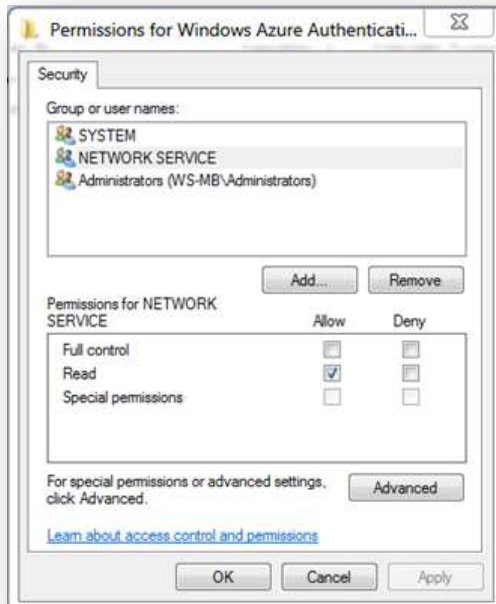 Permissions for Windows Azure Authenticati...
Security
Group or user names:
SYSTEM
NETWORK SERVICE
Administrators (WS-MB\Administrators)
Add... Remove
Permissions for NETWORK
SERVICE Allow Deny
Full control
Read
Special permissions
For special permissions or advanced settings,
click Advanced. Advanced
Learn about access control and permissions
OK Cancel Apply